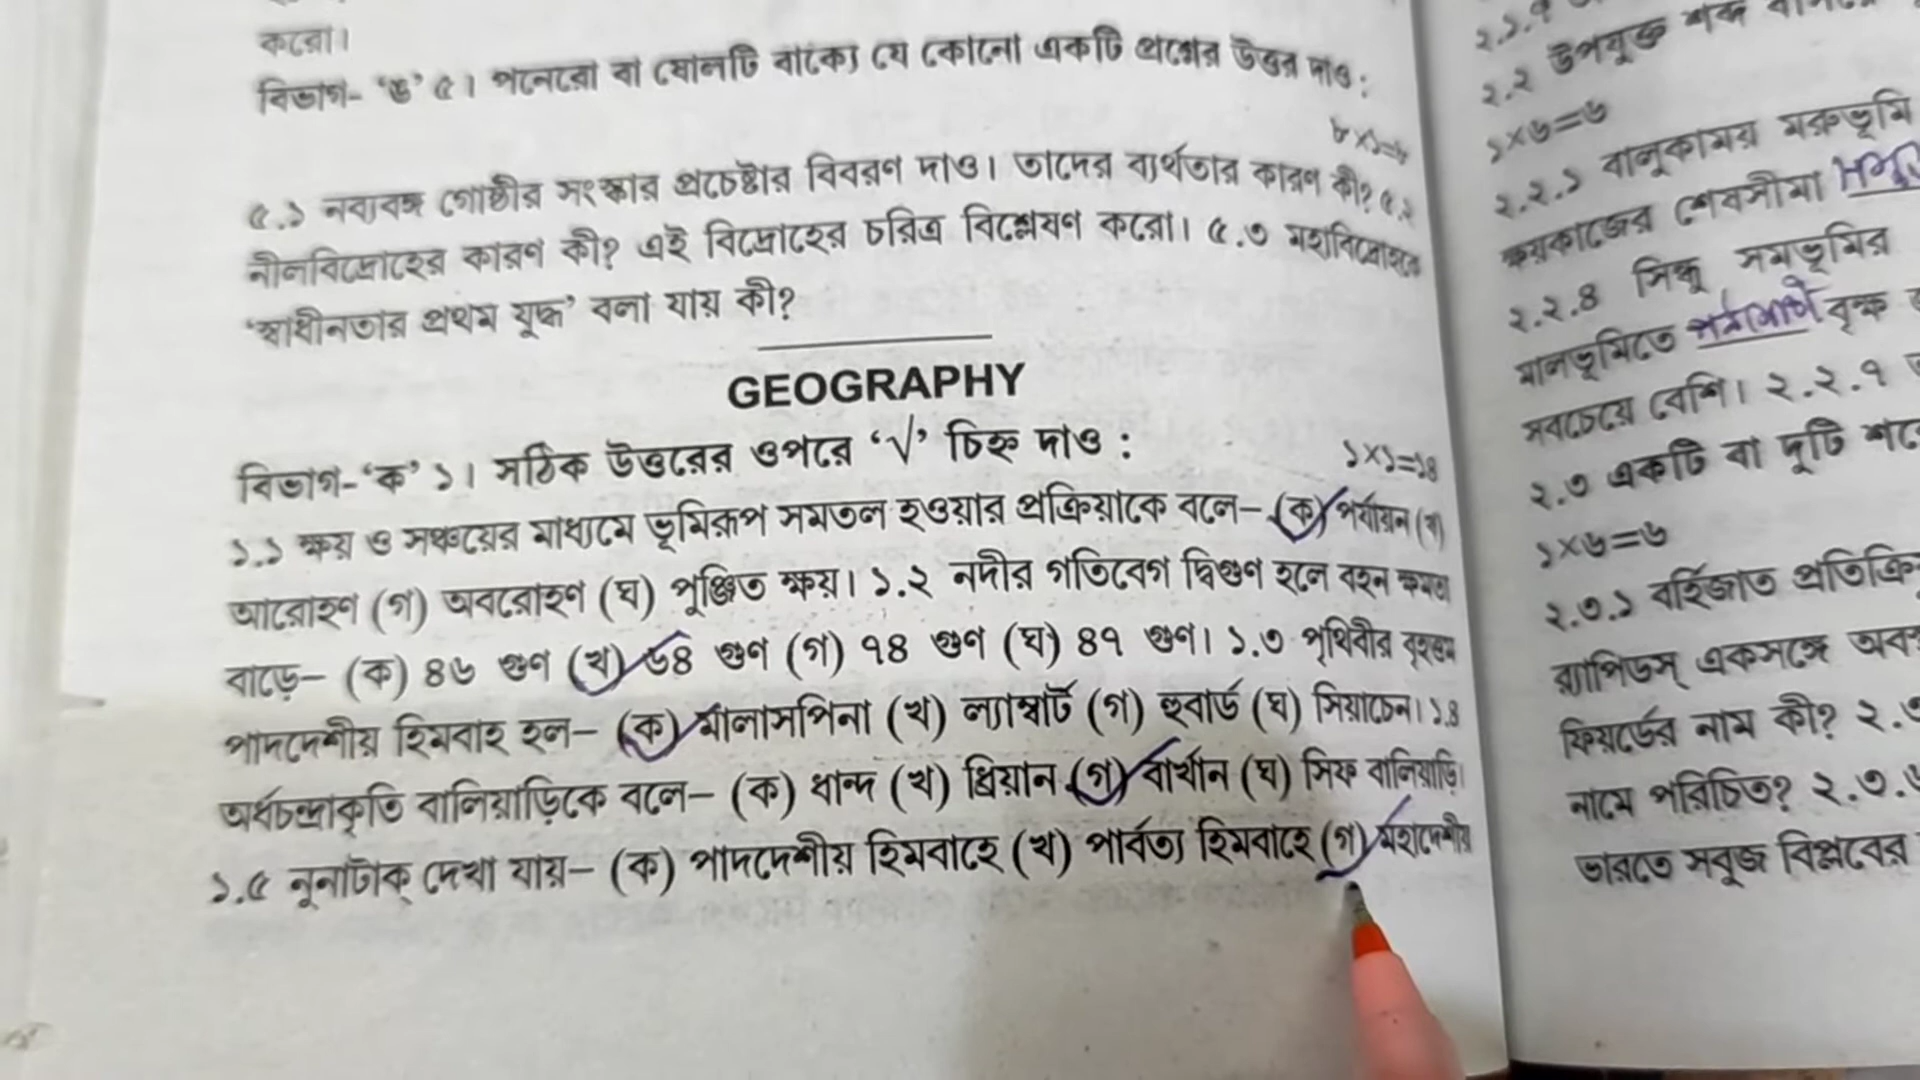 করো।
বিভাগ- ‘ঙ’ ৫। পনেরো বা ষোলটি বাক্যে যে কোনো একটি প্রশ্নের উত্তর দাও :
৮×১=৮
৫.১ নব্যবঙ্গ গোষ্ঠীর সংস্কার প্রচেষ্টার বিবরণ দাও। তাদের ব্যর্থতার কারণ কী? ৫.২
নীলবিদ্রোহের কারণ কী? এই বিদ্রোহের চরিত্র বিশ্লেষণ করো। ৫.৩ মহাবিদ্রোহকে
‘স্বাধীনতার প্রথম যুদ্ধ’ বলা যায় কী?
GEOGRAPHY
বিভাগ-‘ক’ ১। সঠিক উত্তরের ওপরে ‘√’ চিহ্ন দাও :
১×১=১৪
১.১ ক্ষয় ও সঞ্চয়ের মাধ্যমে ভূমিরূপ সমতল হওয়ার প্রক্রিয়াকে বলে- (ক) পর্যায়ন (খ)
আরোহণ (গ) অবরোহণ (ঘ) পুঞ্জিত ক্ষয়। ১.২ নদীর গতিবেগ দ্বিগুণ হলে বহন ক্ষমতা
বাড়ে- (ক) ৪৬ গুণ (খ) ৬৪ গুণ (গ) ৭৪ গুণ (ঘ) ৪৭ গুণ। ১.৩ পৃথিবীর বৃহত্তম
পাদদেশীয় হিমবাহ হল- (ক) মালাসপিনা (খ) ল্যাম্বার্ট (গ) হুবার্ড (ঘ) সিয়াচেন। ১.৪
অর্ধচন্দ্রাকৃতি বালিয়াড়িকে বলে- (ক) ধান্দ (খ) ধ্রিয়ান (গ) বার্খান (ঘ) সিফ বালিয়াড়ি।
১.৫ নুনাটাক্ দেখা যায়- (ক) পাদদেশীয় হিমবাহে (খ) পার্বত্য হিমবাহে (গ) মহাদেশীয়
২.২ উপযুক্ত শব্দ
১×৬=৬
২.২.১ বালুকাময় মরুভূমি
ক্ষয়কাজের শেষসীমা
২.২.৪ সিন্ধু সমভূমির
মালভূমিতে পর্ণমোচী বৃক্ষ
সবচেয়ে বেশি। ২.২.৭
২.৩ একটি বা দুটি
১×৬=৬
২.৩.১ বর্হিজাত
র‍্যাপিডস্ একসঙ্গে
ফিয়র্ডের নাম কী?
নামে পরিচিত? ২.৩.৬
ভারতে সবুজ বিপ্লবের